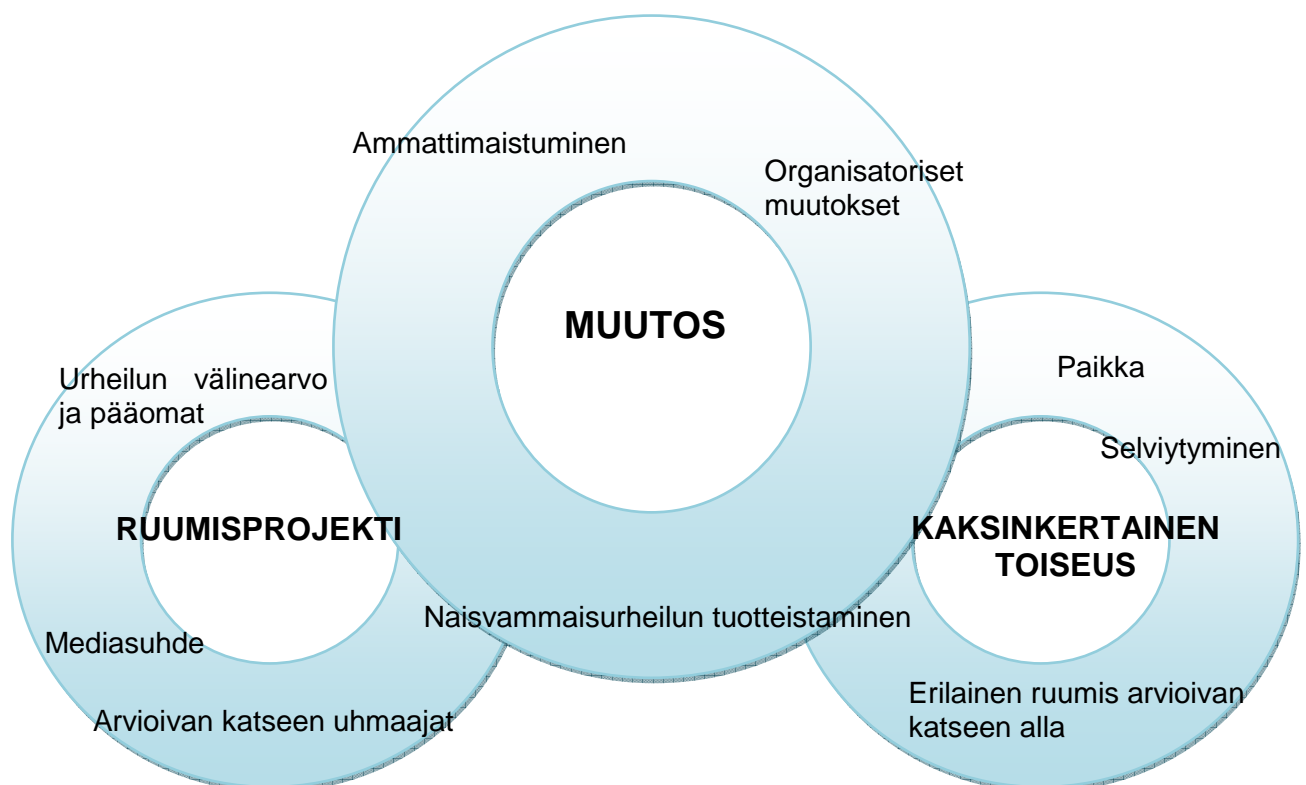 Ammattimaistuminen
Organisatoriset
muutokset
MUUTOS
Naisvammaisurheilun tuotteistaminen
Urheilun välinearvo
ja pääomat
RUUMISPROJEKTI
Mediasuhde
Arvioivan katseen uhmaajat
Paikka
Selviytyminen
KAKSINKERTAINEN
TOISEUS
Erilainen ruumis arvioivan
katseen alla